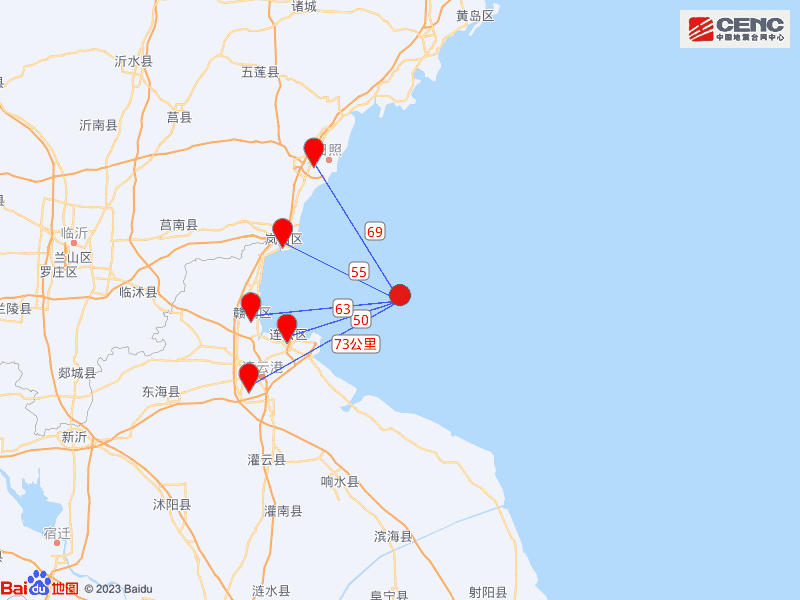 诸城
黄岛区
CENC
中国地震台网中心
沂水县
五莲县
莒县
沂南县
日照
莒南县
69
临沂
岚山区
兰山区
55
罗庄区
临沭县
兰陵县
63
赣榆区
50
连云区
73公里
连云港
郯城县
东海县
新沂
灌云县
响水县
沭阳县
灌南县
宿迁
滨海县
Bai du 地图
© 2023 Baidu
涟水县
阜宁县
射阳县